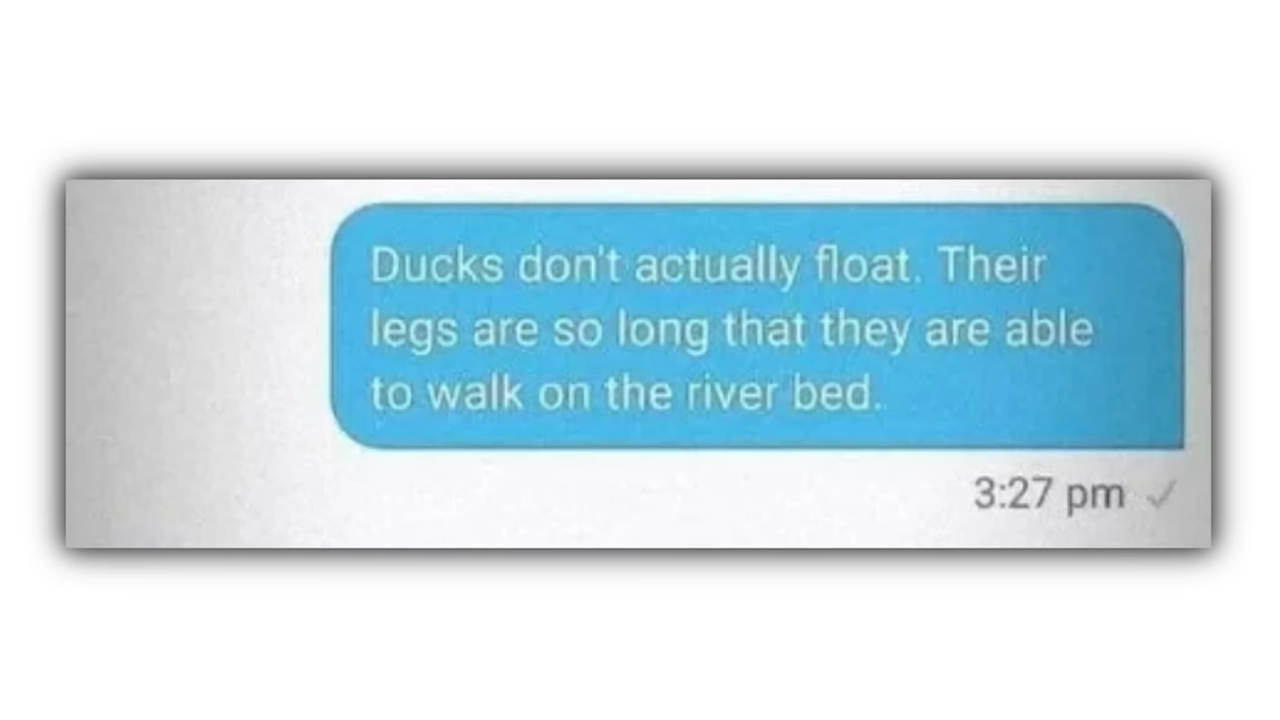 Ducks don't actually float. Their
legs are so long that they are able
to walk on the river bed.
3:27 pm ✓